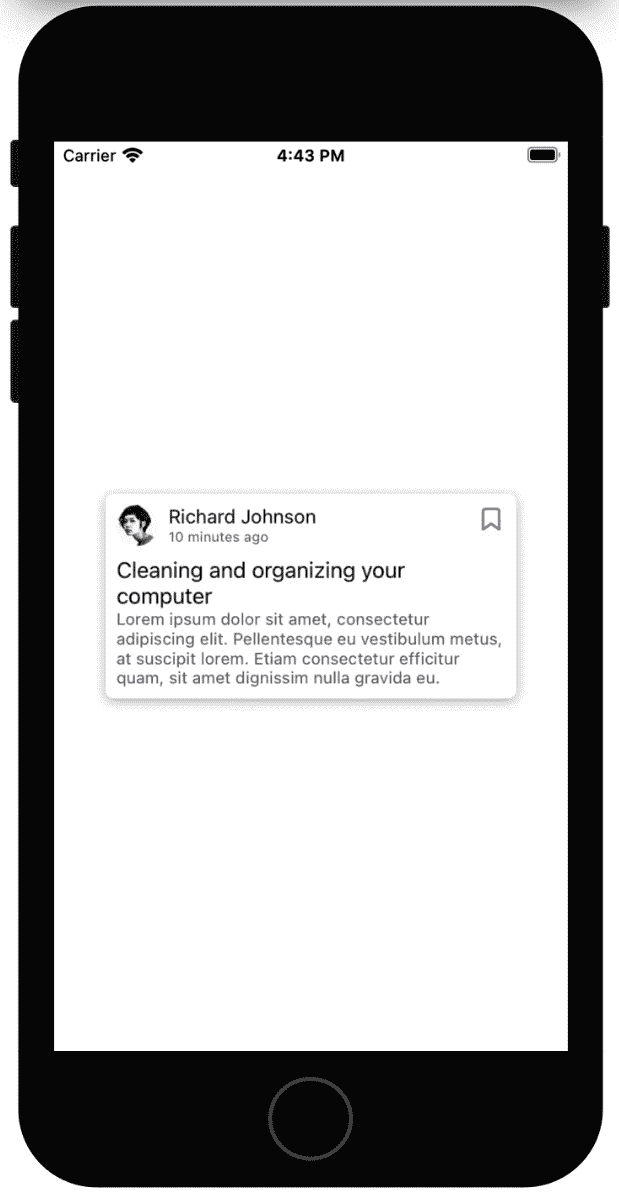 Carrier
4:43 PM
Richard Johnson
10 minutes ago
Cleaning and organizing your
computer
Lorem ipsum dolor sit amet, consectetur
adipiscing elit. Pellentesque eu vestibulum metus,
at suscipit lorem. Etiam consectetur efficitur
quam, sit amet dignissim nulla gravida eu.